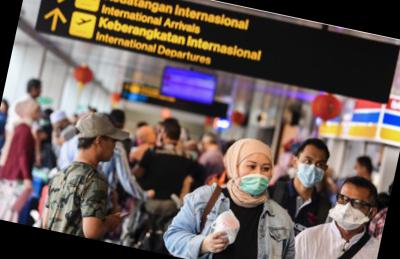 Kedatangan Internasional
International Arrivals
Keberangkatan Internasional
International Departures